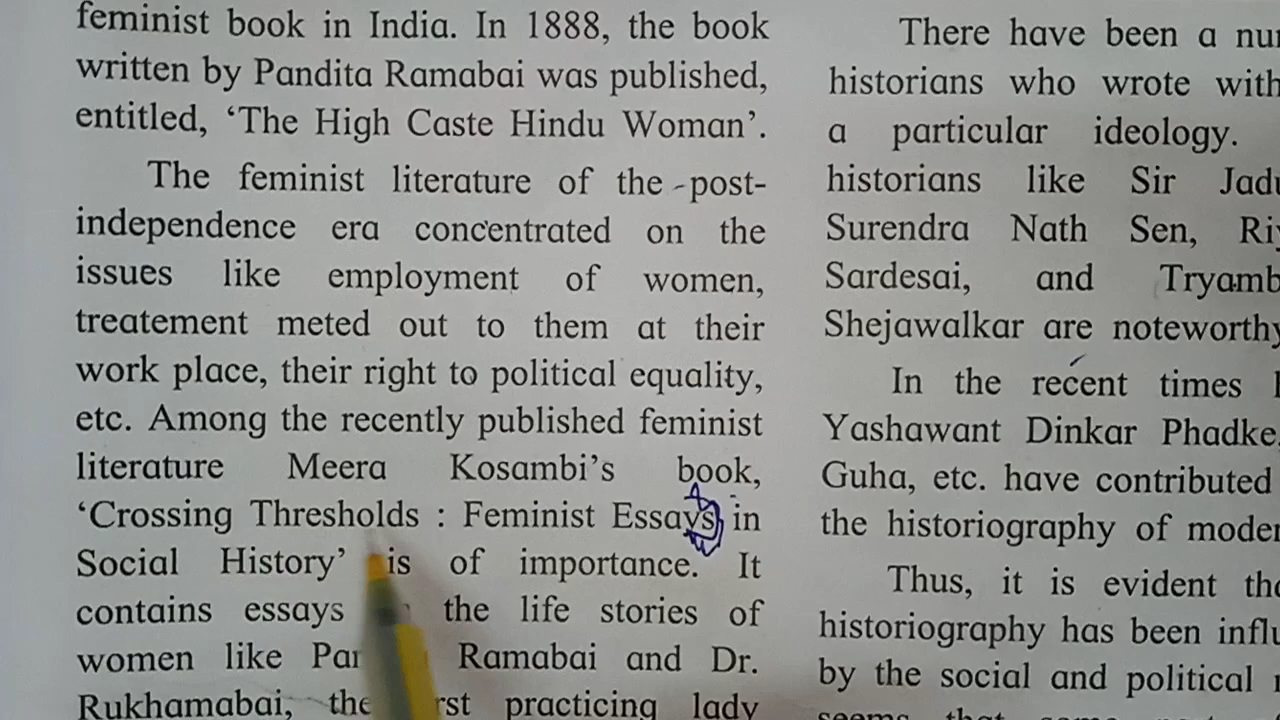 feminist book in India. In 1888, the book
written by Pandita Ramabai was published,
entitled, ‘The High Caste Hindu Woman’.
The feminist literature of the post-
independence era concentrated on the
issues like employment of women,
treatement meted out to them at their
work place, their right to political equality,
etc. Among the recently published feminist
literature Meera Kosambi’s book,
‘Crossing Thresholds : Feminist Essays in
Social History’ is of importance. It
contains essays the life stories of
women like Ramabai and Dr.
Rukhamabai, practicing lady
There have been a
historians who wrote with
a particular ideology.
historians like Sir
Surendra Nath Sen,
Sardesai, and
Shejawalkar are noteworthy
In the recent times
Yashawant Dinkar Phadke,
Guha, etc. have contributed
the historiography of
Thus, it is evident
historiography has been
by the social and political